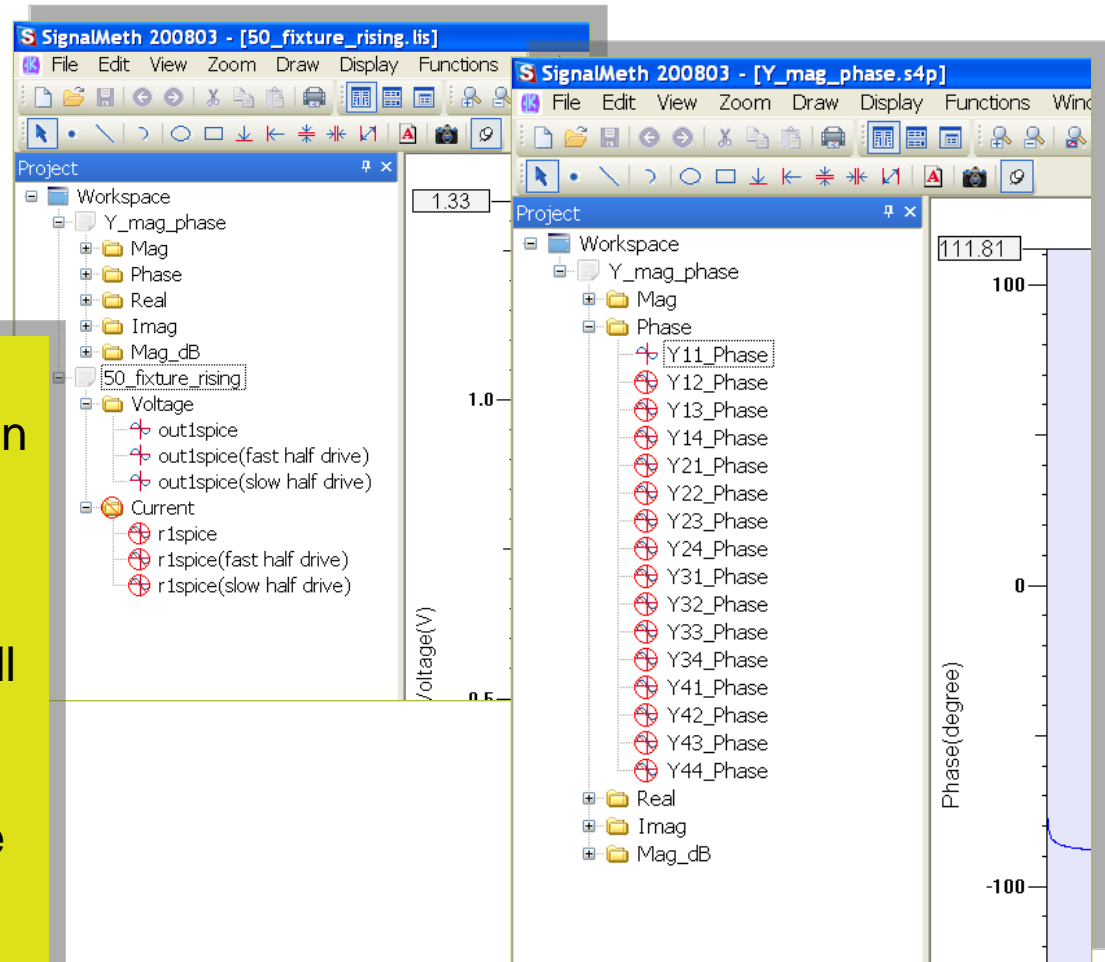 SignalMeth 200803 - [50_fixture_rising.lis]
File Edit View Zoom Draw Display Functions
Project
Workspace
Y_mag_phase
Mag
Phase
Real
Imag
Mag_dB
50_fixture_rising
Voltage
out1spice
out1spice(fast half drive)
out1spice(slow half drive)
Current
r1spice
r1spice(fast half drive)
r1spice(slow half drive)
1.33
1.0
0.5
Voltage(V)
SignalMeth 200803 - [Y_mag_phase.s4p]
File Edit View Zoom Draw Display Functions Wind
Project
Workspace
Y_mag_phase
Mag
Phase
Y11_Phase
Y12_Phase
Y13_Phase
Y14_Phase
Y21_Phase
Y22_Phase
Y23_Phase
Y24_Phase
Y31_Phase
Y32_Phase
Y33_Phase
Y34_Phase
Y41_Phase
Y42_Phase
Y43_Phase
Y44_Phase
Real
Imag
Mag_dB
111.81
100
0
-100
Phase(degree)
n
ll